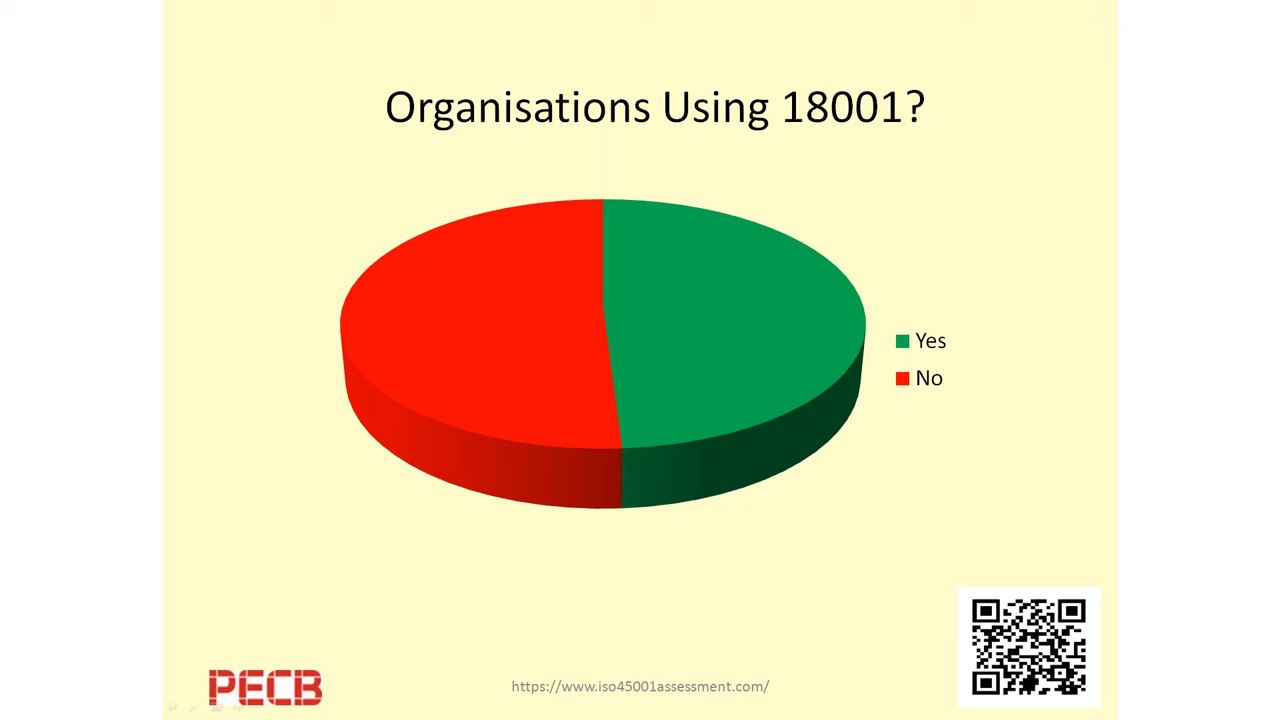 Organisations Using 18001?
Yes
No
PECB
https://www.iso45001assessment.com/